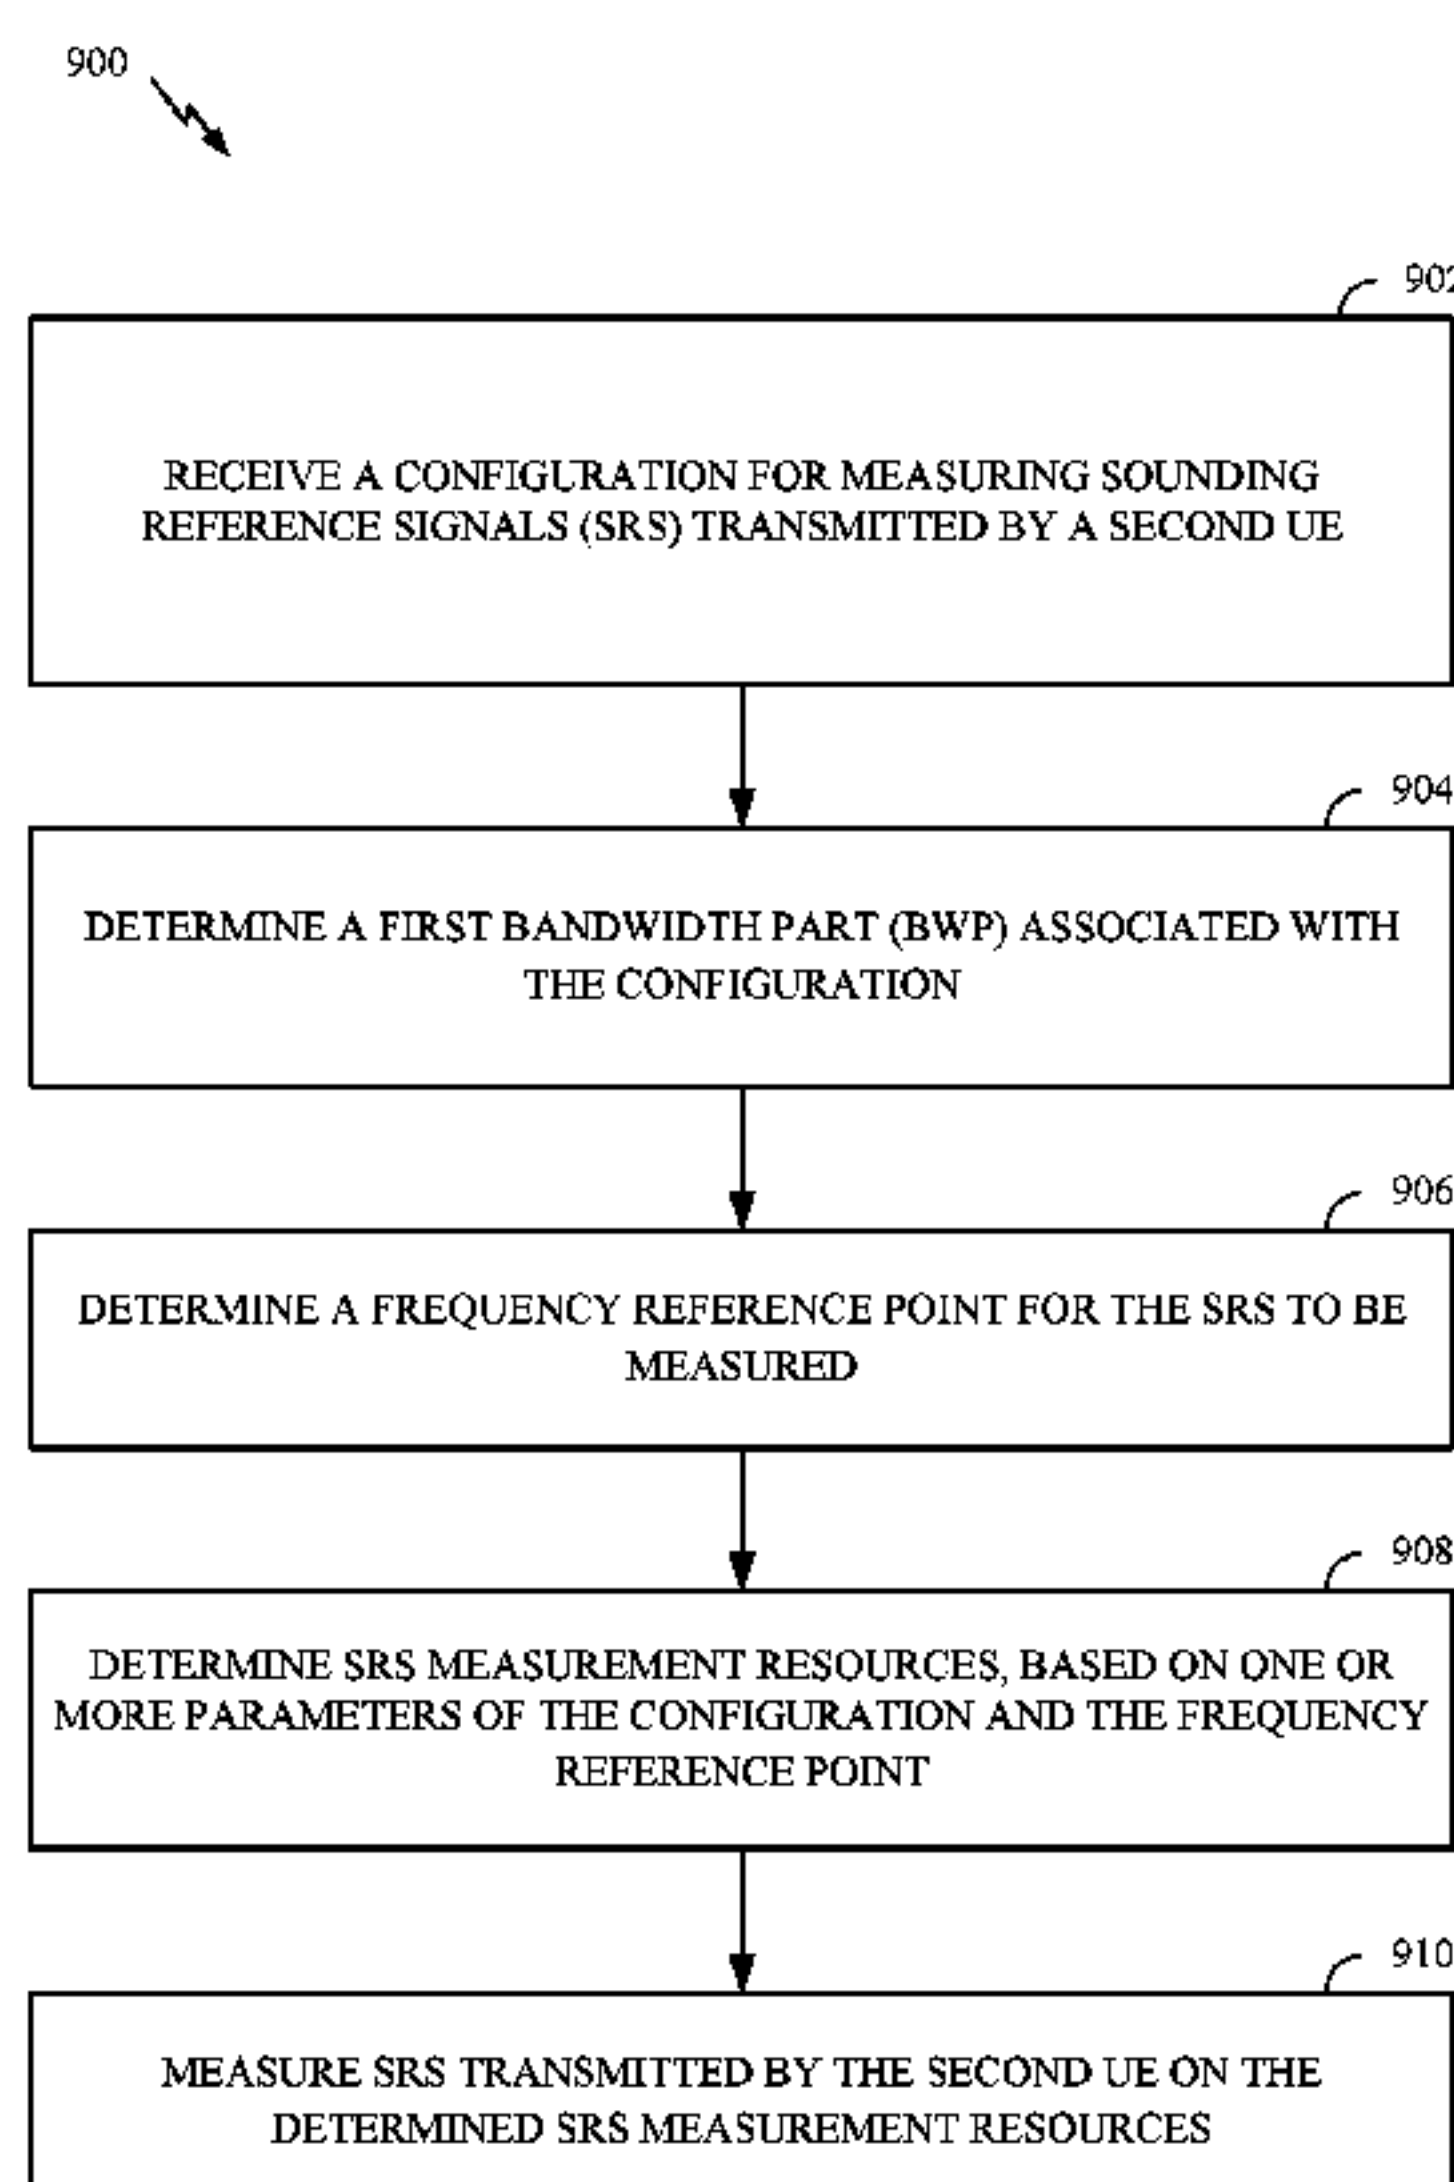 900
902
RECEIVE A CONFIGURATION FOR MEASURING SOUNDING
REFERENCE SIGNALS (SRS) TRANSMITTED BY A SECOND UE
904
DETERMINE A FIRST BANDWIDTH PART (BWP) ASSOCIATED WITH
THE CONFIGURATION
906
DETERMINE A FREQUENCY REFERENCE POINT FOR THE SRS TO BE
MEASURED
908
DETERMINE SRS MEASUREMENT RESOURCES, BASED ON ONE OR
MORE PARAMETERS OF THE CONFIGURATION AND THE FREQUENCY
REFERENCE POINT
910
MEASURE SRS TRANSMITTED BY THE SECOND UE ON THE
DETERMINED SRS MEASUREMENT RESOURCES